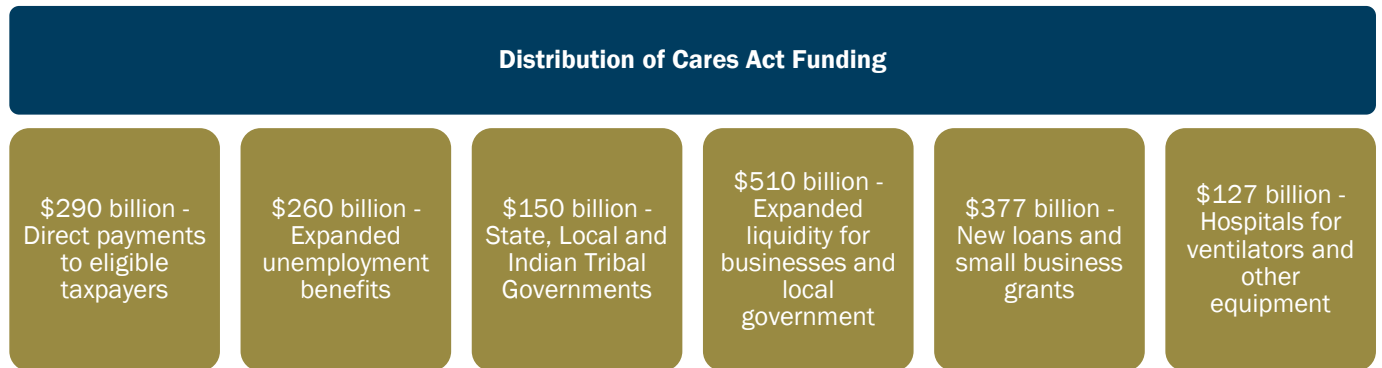 Distribution of Cares Act Funding
$290 billion -
Direct payments
to eligible
taxpayers
$260 billion -
Expanded
unemployment
benefits
$150 billion -
State, Local and
Indian Tribal
Governments
$510 billion -
Expanded
liquidity for
businesses and
local
government
$377 billion -
New loans and
small business
grants
$127 billion -
Hospitals for
ventilators and
other
equipment